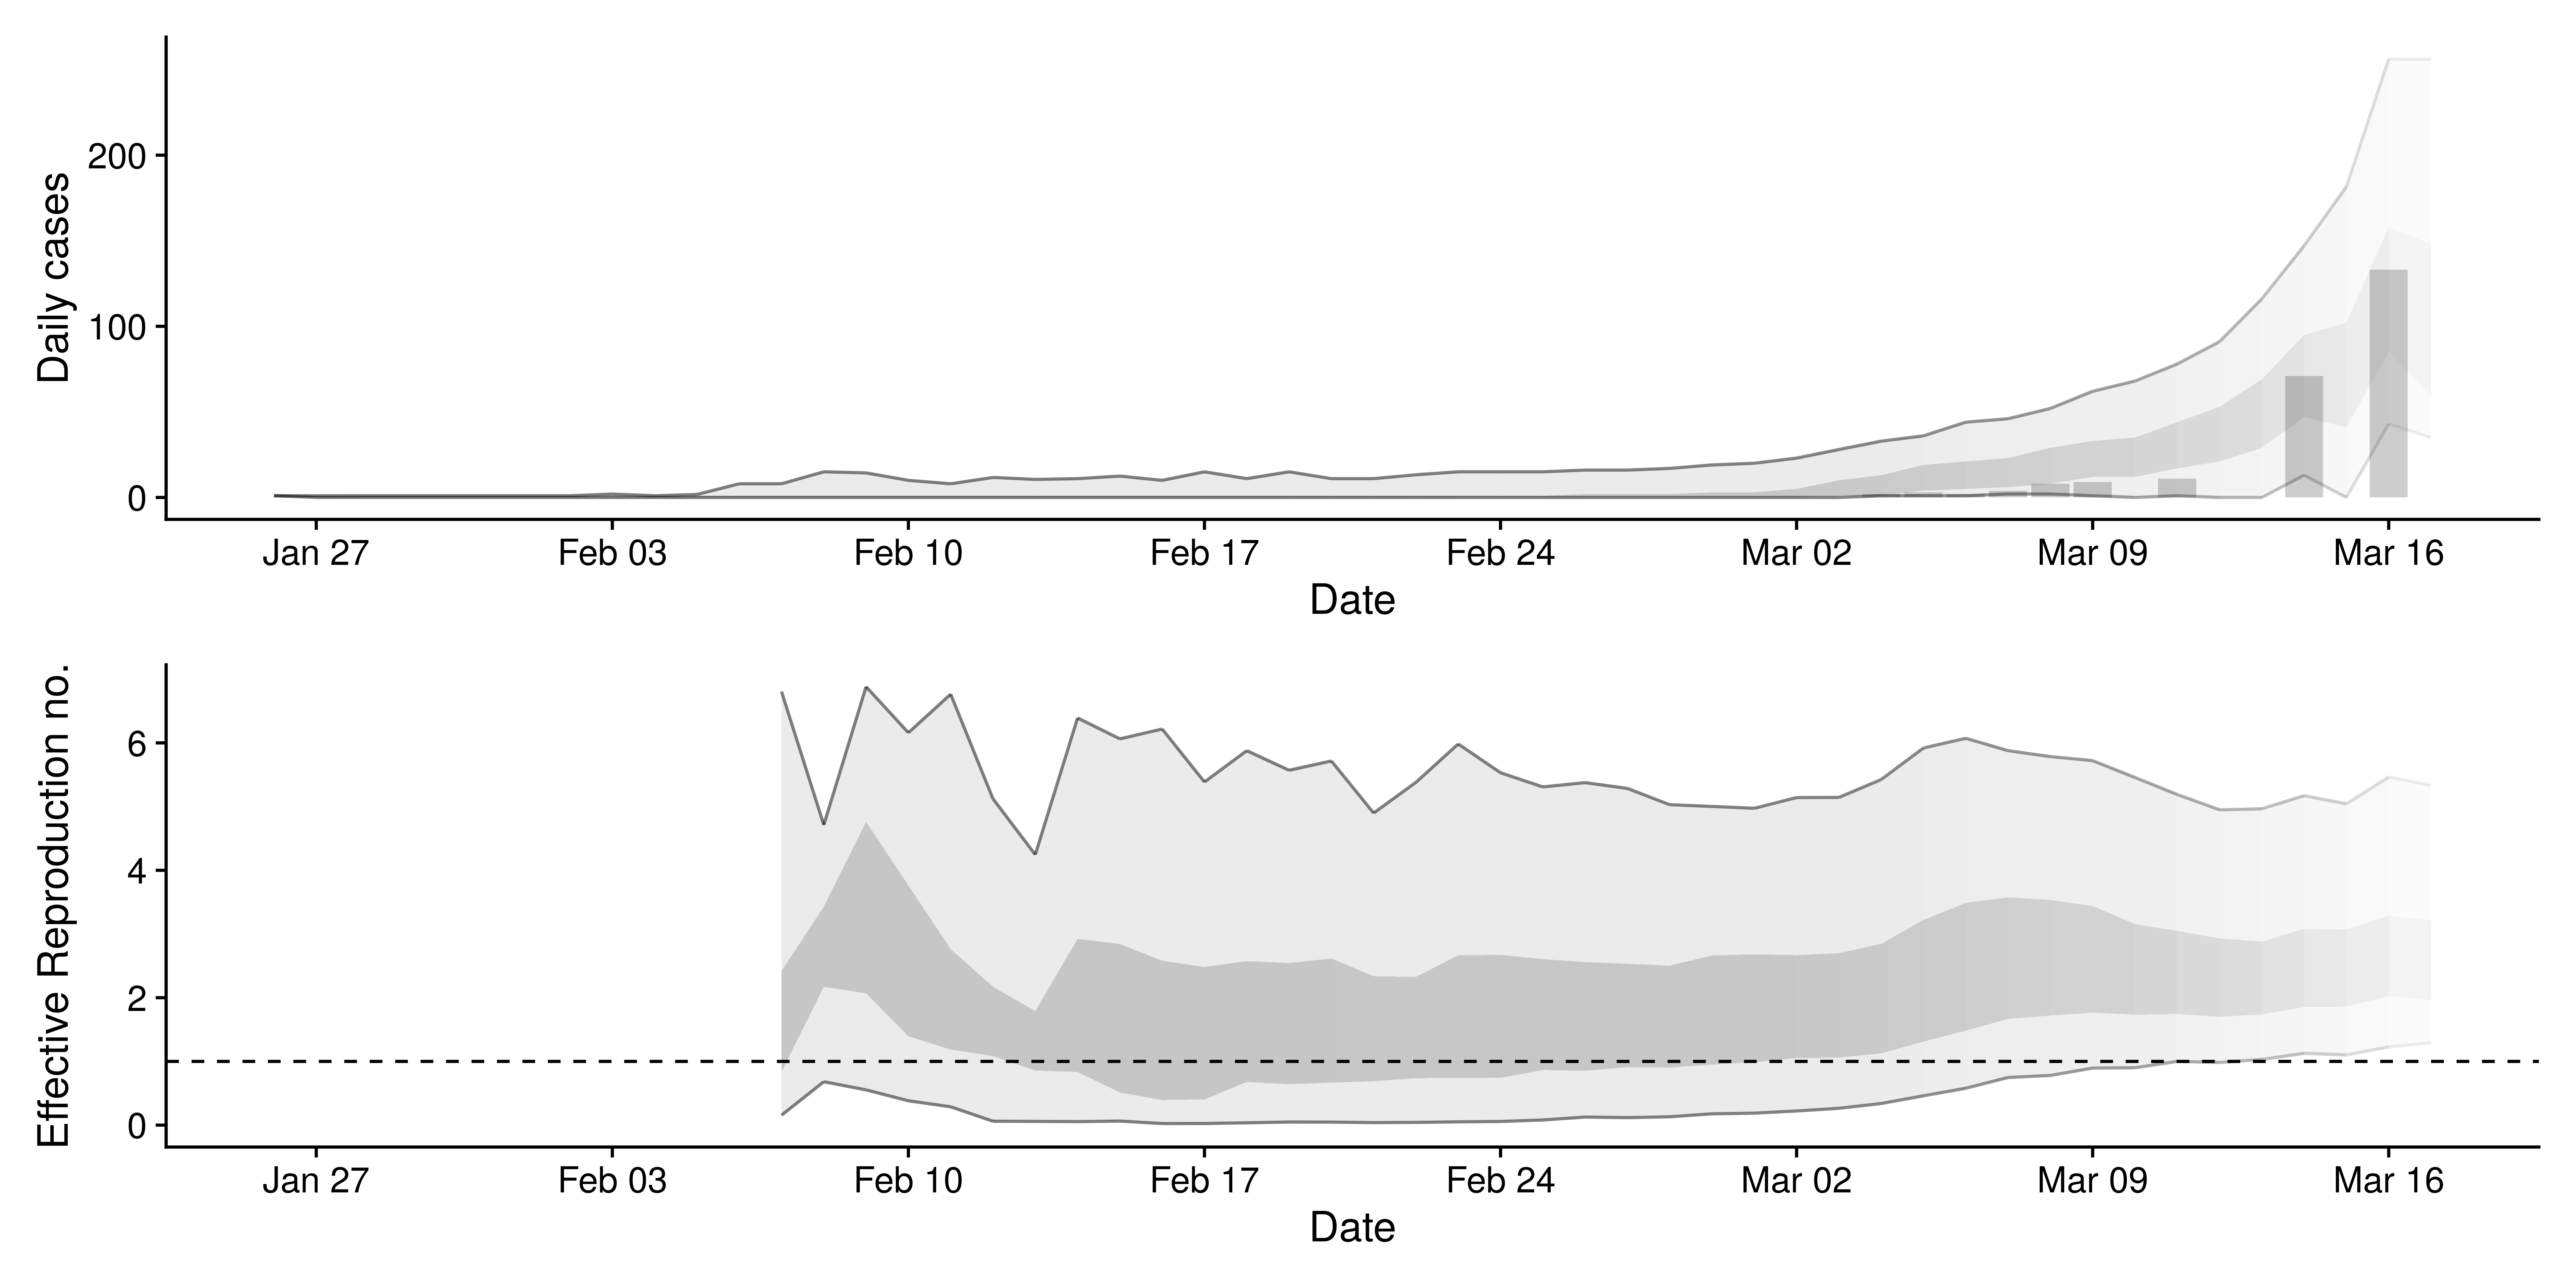 Daily cases
200
100
0
Jan 27 Feb 03 Feb 10 Feb 17 Feb 24 Mar 02 Mar 09 Mar 16
Date
Effective Reproduction no.
6
4
2
0
Jan 27 Feb 03 Feb 10 Feb 17 Feb 24 Mar 02 Mar 09 Mar 16
Date